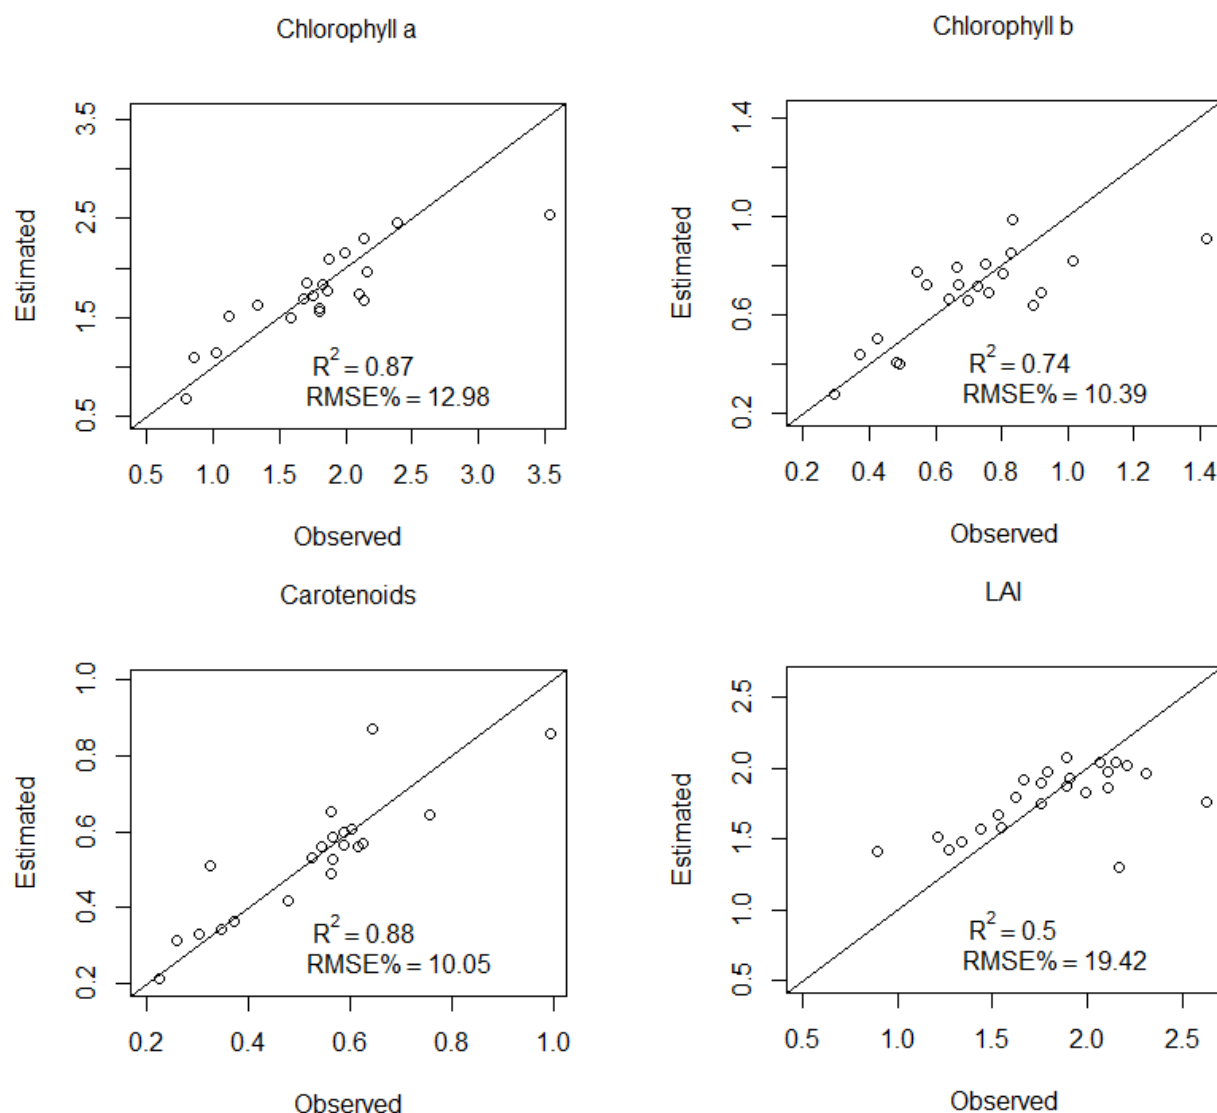 Chlorophyll a
Estimated
3.5
2.5
1.5
0.5
R² = 0.87
RMSE% = 12.98
0.5 1.0 1.5 2.0 2.5 3.0 3.5
Observed
Chlorophyll b
Estimated
1.4
1.0
0.6
0.2
R² = 0.74
RMSE% = 10.39
0.2 0.4 0.6 0.8 1.0 1.2 1.4
Observed
Carotenoids
Estimated
1.0
0.8
0.6
0.4
0.2
R² = 0.88
RMSE% = 10.05
0.2 0.4 0.6 0.8 1.0
Observed
LAI
Estimated
2.5
2.0
1.5
1.0
0.5
R² = 0.5
RMSE% = 19.42
0.5 1.0 1.5 2.0 2.5
Observed